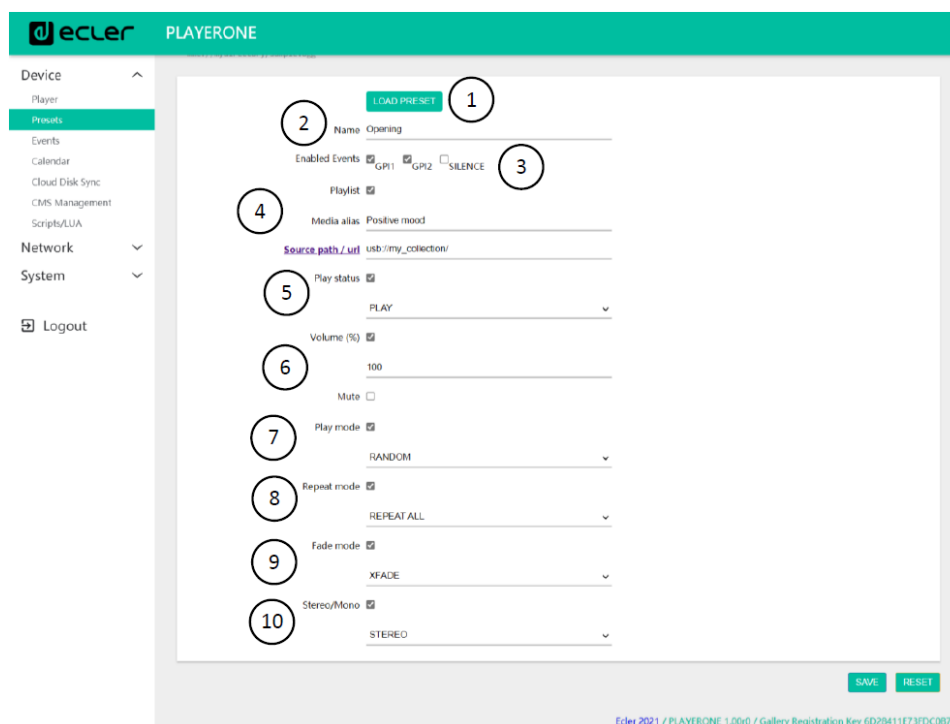 ecler PLAYERONE
Device
Player
Presets
Events
Calendar
Cloud Disk Sync
CMS Management
Scripts/LUA
Network
System
Logout
LOAD PRESET 1
2 Name Opening
Enabled Events GPI1 GPI2 SILENCE 3
Playlist
4
Media alias Positive mood
Source path / url usb://my_collection/
Play status
5
PLAY
Volume (%)
6 100
Mute
Play mode
7
RANDOM
Repeat mode
8
REPEAT ALL
Fade mode
9
XFADE
Stereo/Mono
10
STEREO
SAVE RESET
Ecler 2021 / PLAYERONE 1.00r0 / Gallery Registration Key